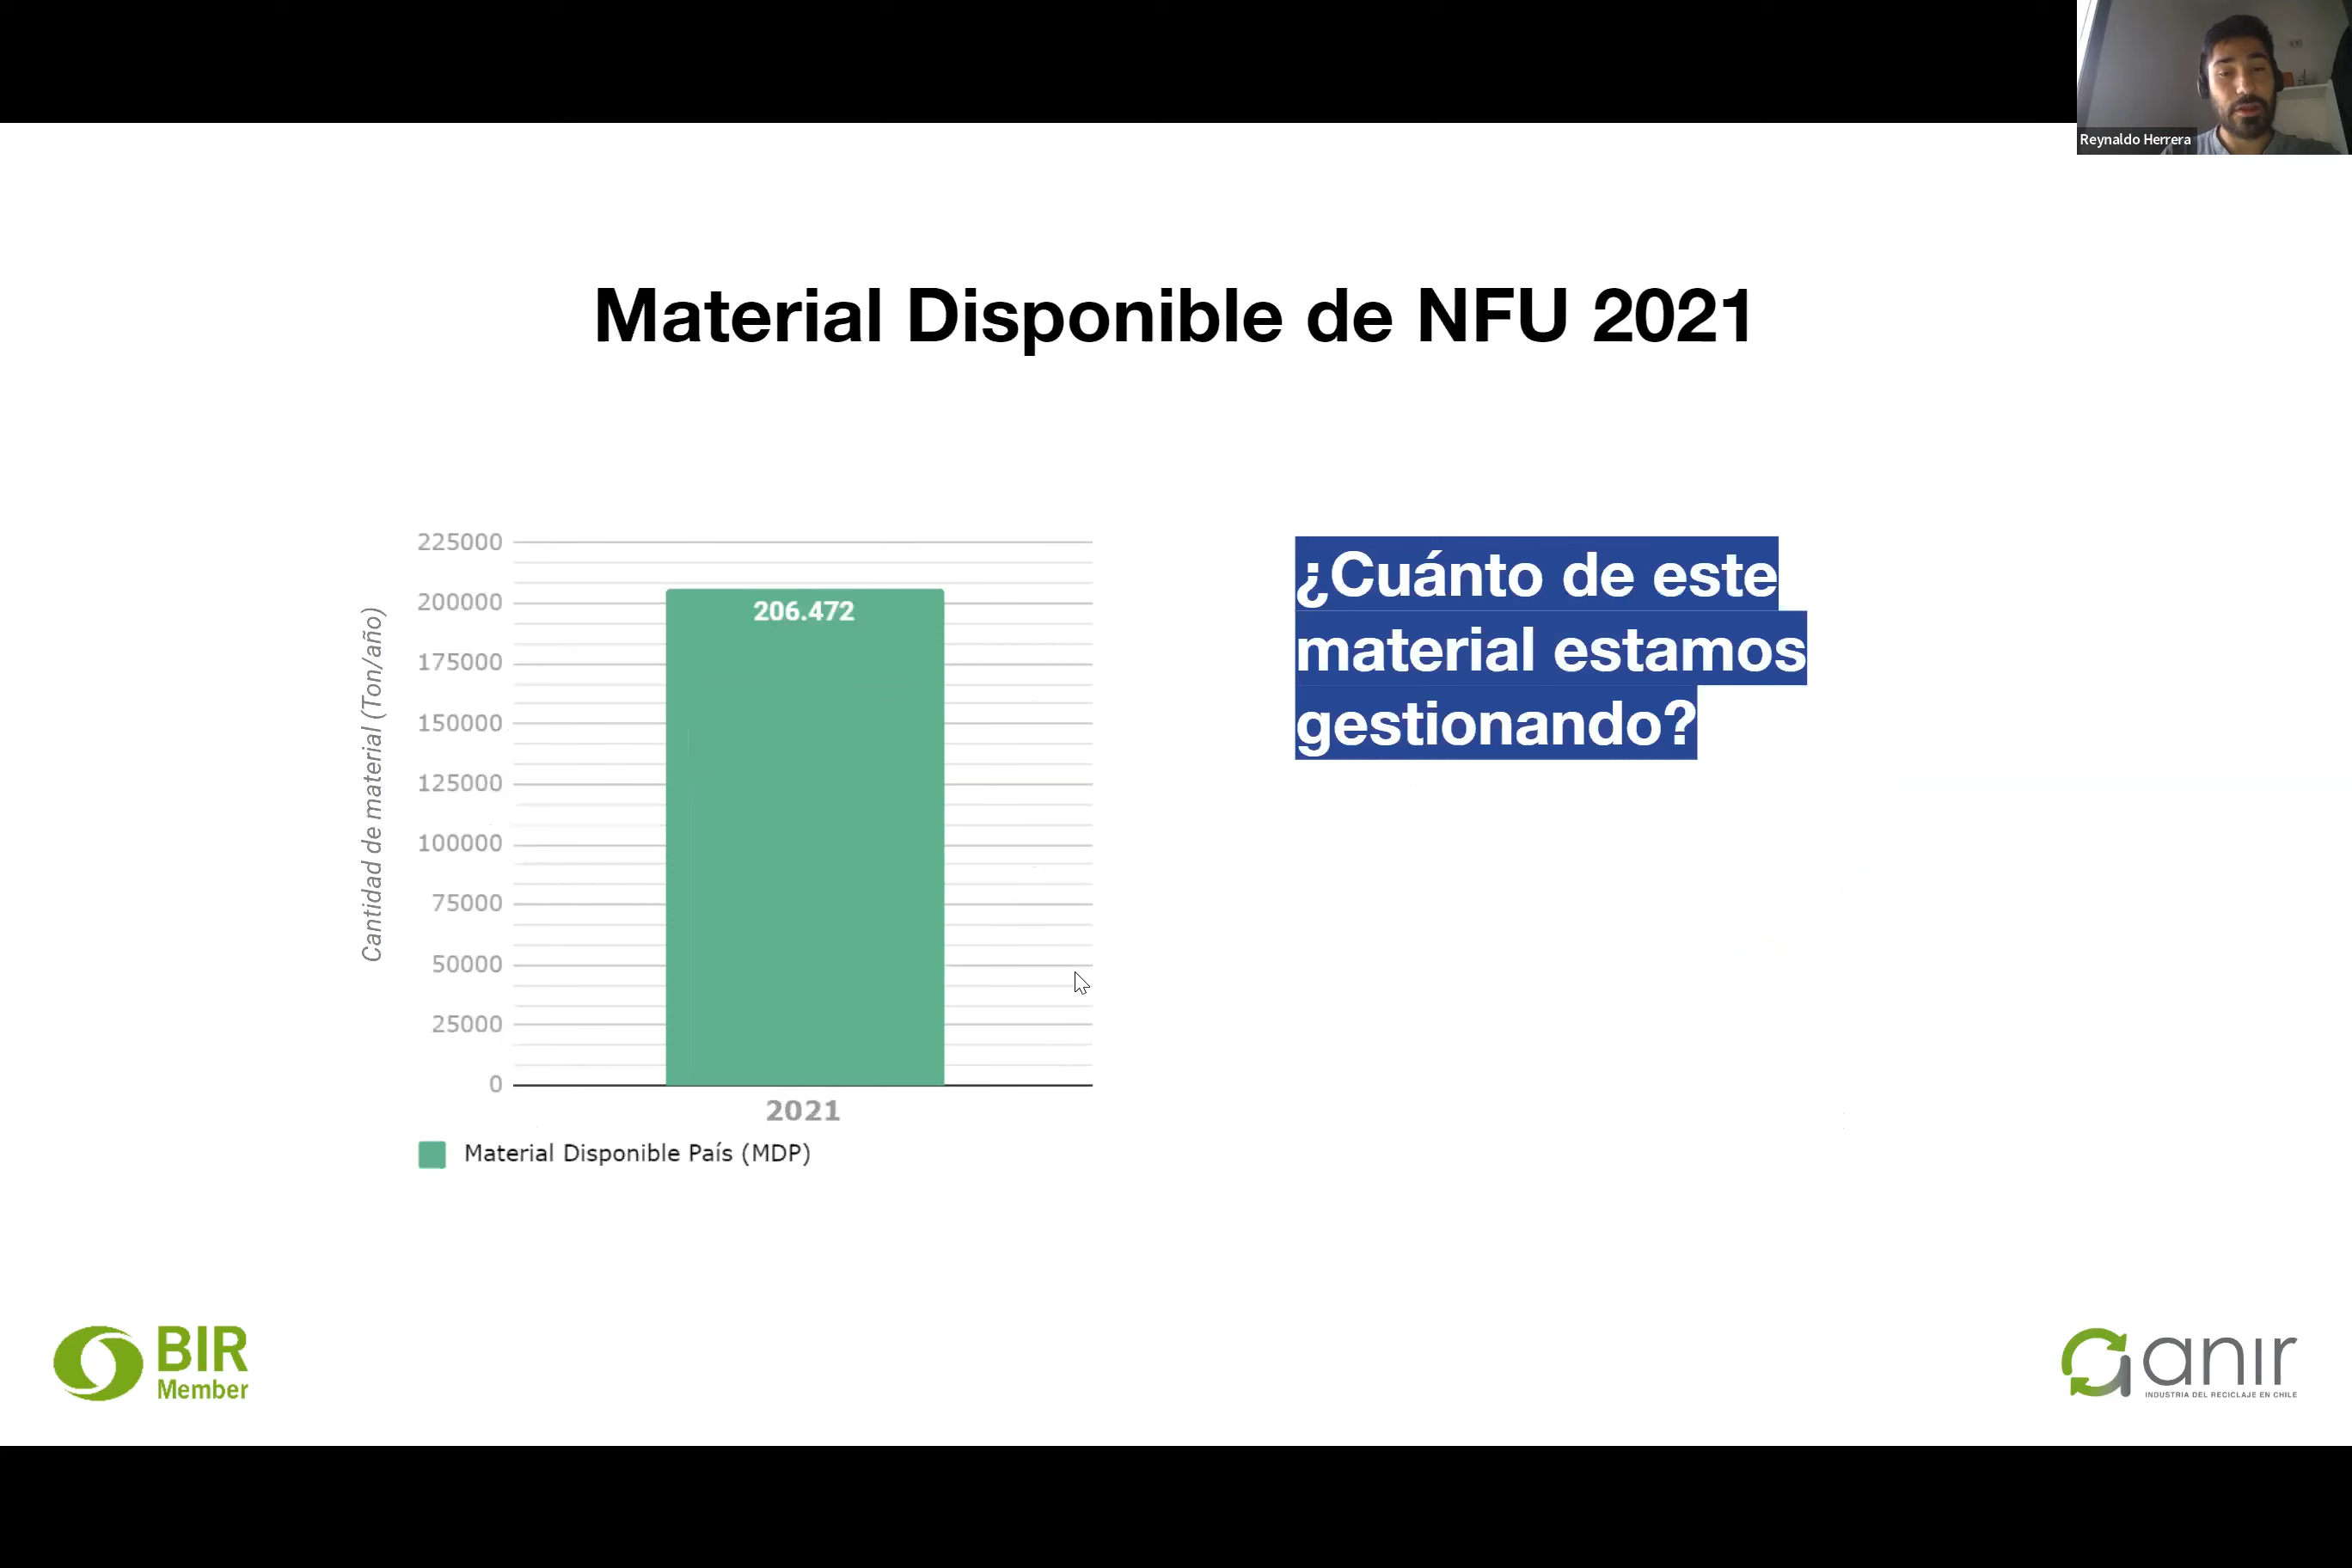 Reynaldo Herrera
Material Disponible de NFU 2021
Cantidad de material (Ton/año)
225000
200000
175000
150000
125000
100000
75000
50000
25000
0
206.472
2021
Material Disponible País (MDP)
¿Cuánto de este
material estamos
gestionando?
BIR
Member
anir
INDUSTRIA DEL RECICLAJE EN CHILE